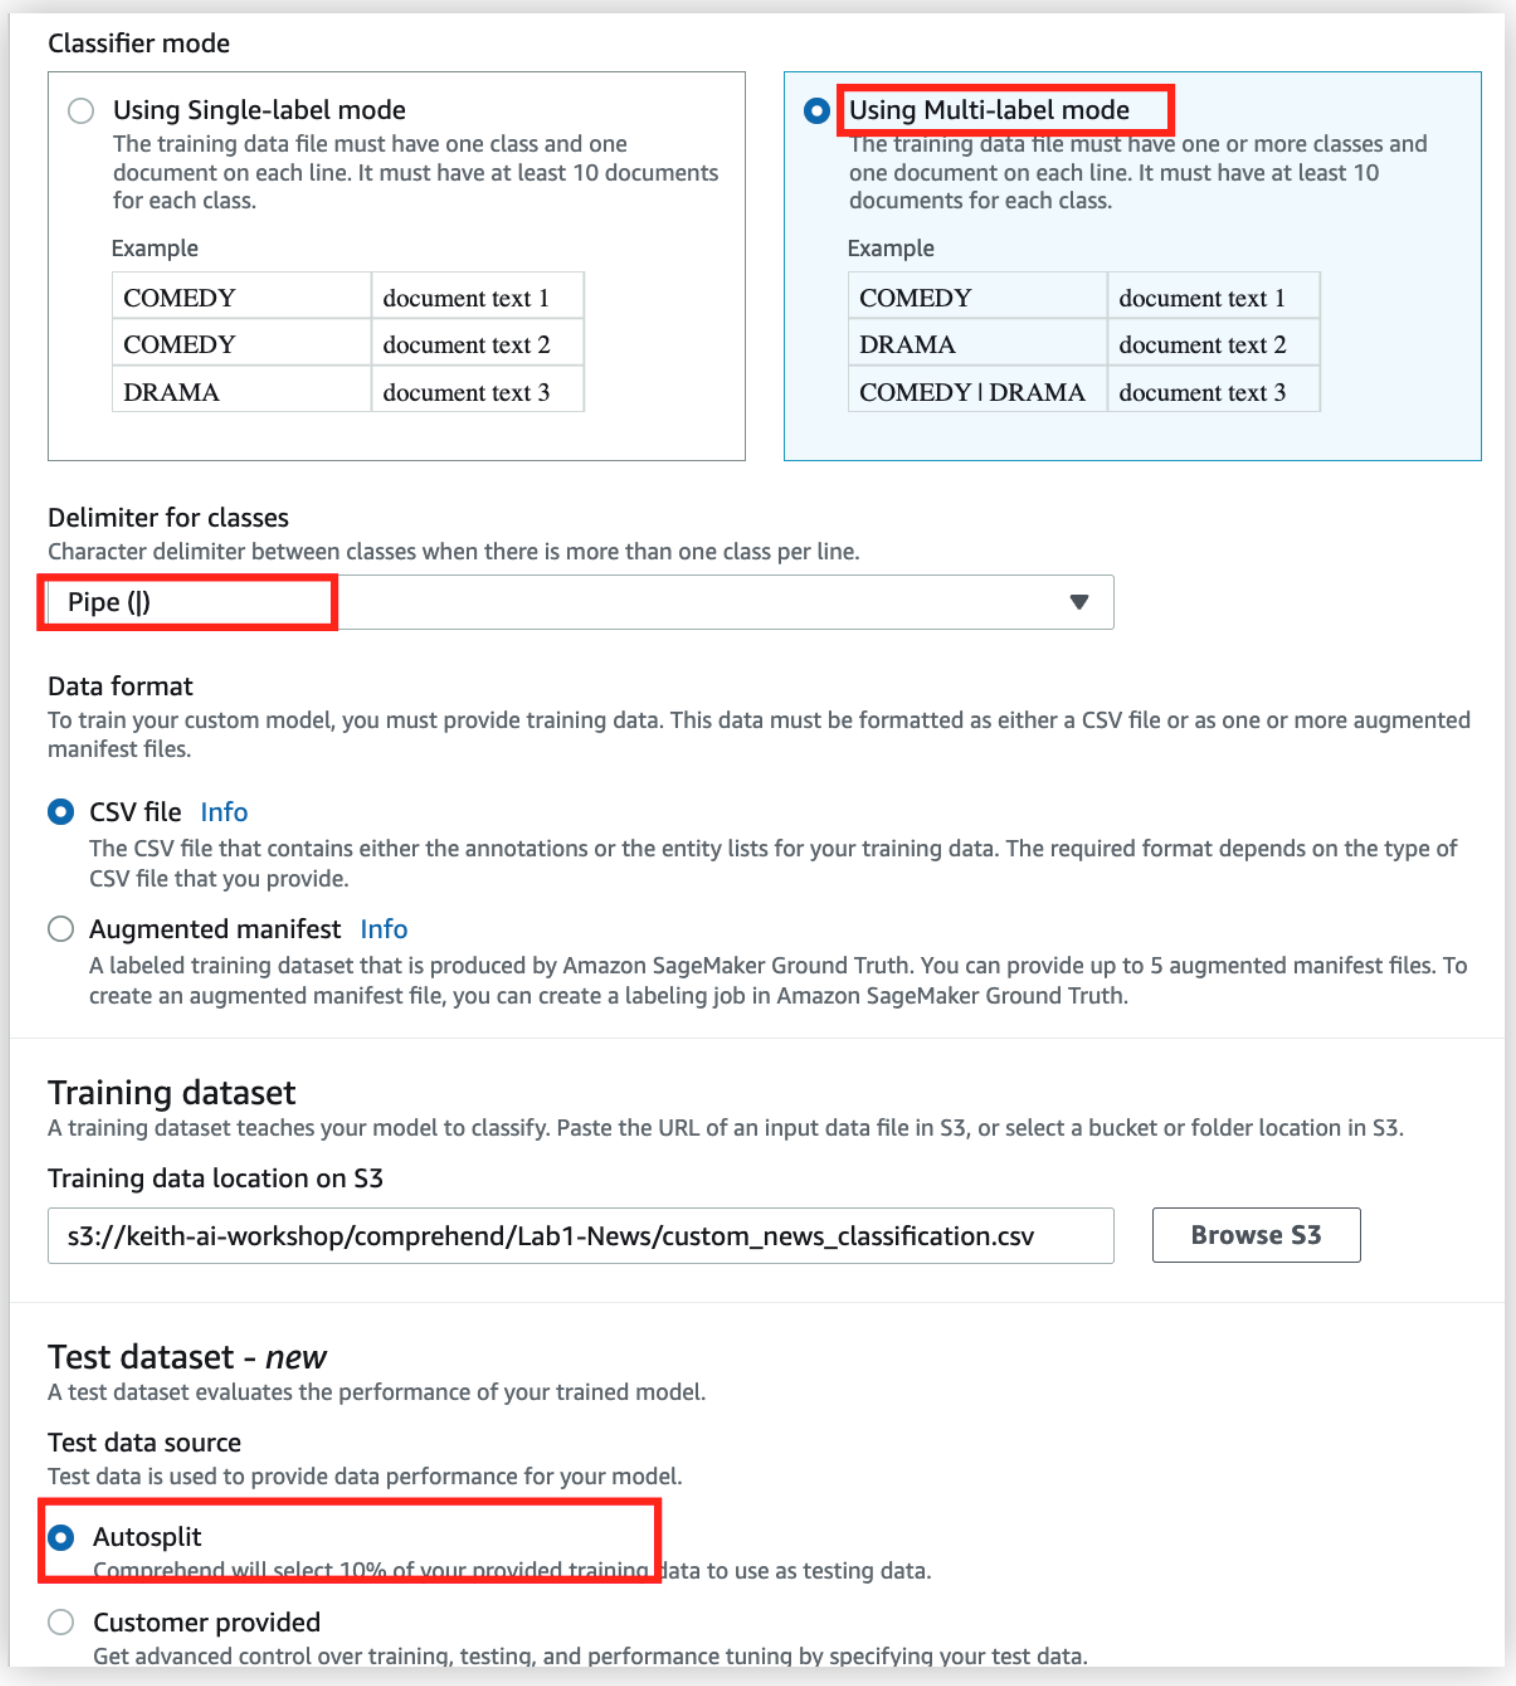 Classifier mode
Using Single-label mode
The training data file must have one class and one
document on each line. It must have at least 10 documents
for each class.
Example
COMEDY document text 1
COMEDY document text 2
DRAMA document text 3
Using Multi-label mode
The training data file must have one or more classes and
one document on each line. It must have at least 10
documents for each class.
Example
COMEDY document text 1
DRAMA document text 2
COMEDY | DRAMA document text 3
Delimiter for classes
Character delimiter between classes when there is more than one class per line.
Pipe (|)
Data format
To train your custom model, you must provide training data. This data must be formatted as either a CSV file or as one or more augmented
manifest files.
CSV file Info
The CSV file that contains either the annotations or the entity lists for your training data. The required format depends on the type of
CSV file that you provide.
Augmented manifest Info
A labeled training dataset that is produced by Amazon SageMaker Ground Truth. You can provide up to 5 augmented manifest files. To
create an augmented manifest file, you can create a labeling job in Amazon SageMaker Ground Truth.
Training dataset
A training dataset teaches your model to classify. Paste the URL of an input data file in S3, or select a bucket or folder location in S3.
Training data location on S3
s3://keith-ai-workshop/comprehend/Lab1-News/custom_news_classification.csv
Browse S3
Test dataset - new
A test dataset evaluates the performance of your trained model.
Test data source
Test data is used to provide data performance for your model.
Autosplit
Comprehend will select 10% of your provided training data to use as testing data.
Customer provided
Get advanced control over training, testing, and performance tuning by specifying your test data.